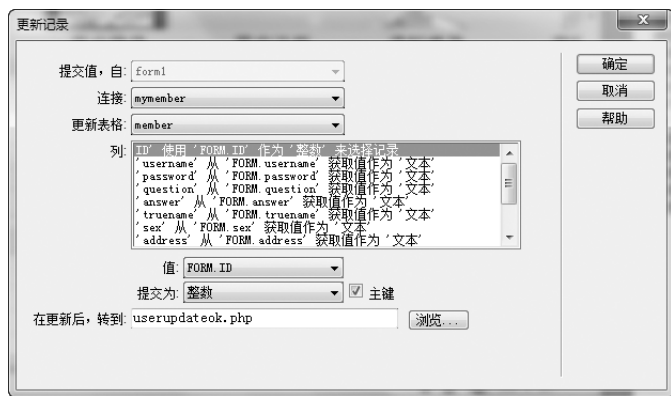 更新记录
提交值，自: form1
确定
连接: mymember
取消
更新表格: member
帮助
列: ID' 使用 'FORM.ID' 作为 '整数' 来选择记录
'username' 从 'FORM.username' 获取值作为 '文本'
'password' 从 'FORM.password' 获取值作为 '文本'
'question' 从 'FORM.question' 获取值作为 '文本'
'answer' 从 'FORM.answer' 获取值作为 '文本'
'truename' 从 'FORM.truename' 获取值作为 '文本'
'sex' 从 'FORM.sex' 获取值作为 '文本'
'address' 从 'FORM.address' 获取值作为 '文本'
值: FORM.ID
提交为: 整数 主键
在更新后，转到: userupdateok.php 浏览...